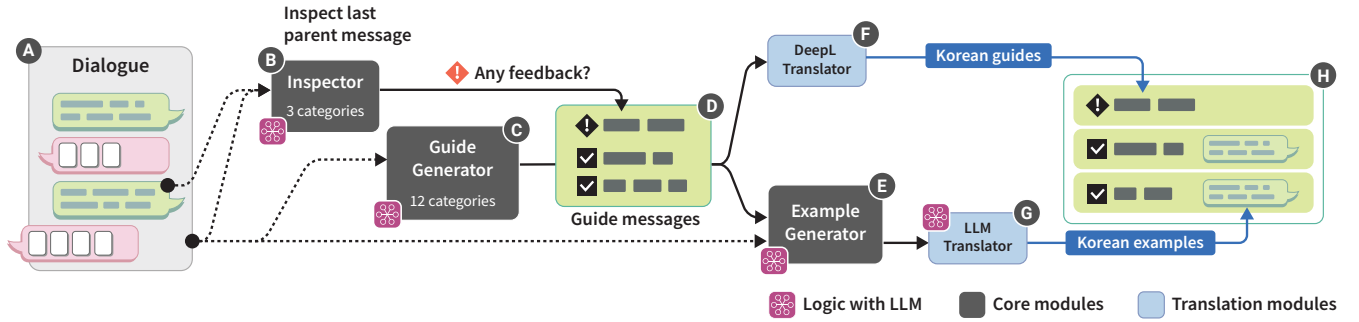 Inspect last
parent message
A
Dialogue
B
Inspector
3 categories
! Any feedback?
C
Guide
Generator
12 categories
D
!
Guide messages
F
DeepL
Translator
Korean guides
H
!
E
Example
Generator
G
LLM
Translator
Korean examples
Logic with LLM
Core modules
Translation modules